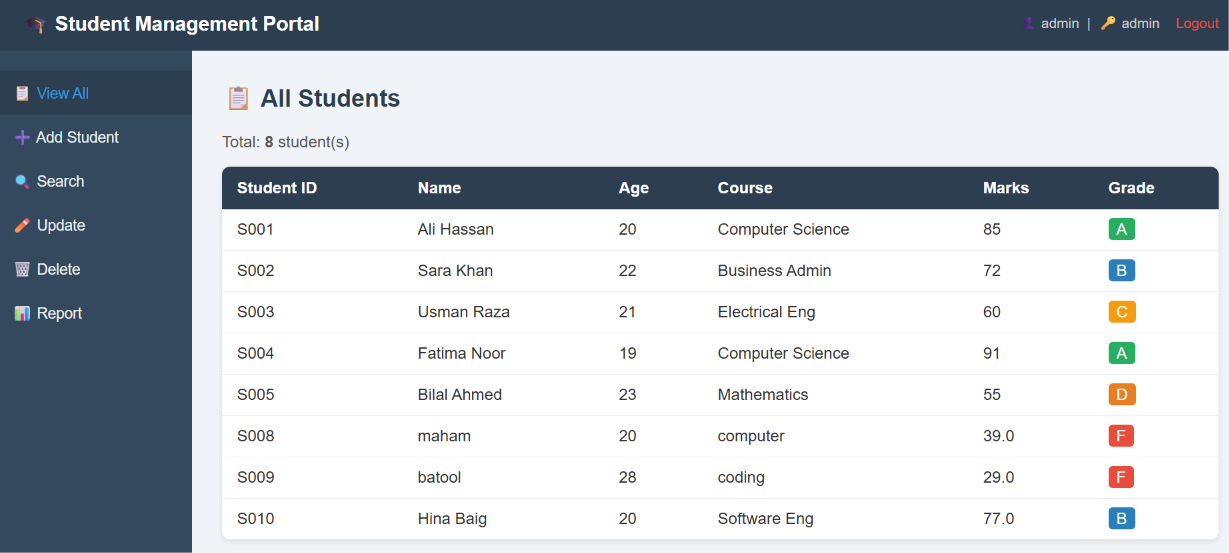 Student Management Portal
admin | admin Logout
View All
Add Student
Search
Update
Delete
Report
All Students
Total: 8 student(s)
Student ID Name Age Course Marks Grade
S001 Ali Hassan 20 Computer Science 85 A
S002 Sara Khan 22 Business Admin 72 B
S003 Usman Raza 21 Electrical Eng 60 C
S004 Fatima Noor 19 Computer Science 91 A
S005 Bilal Ahmed 23 Mathematics 55 D
S008 maham 20 computer 39.0 F
S009 batool 28 coding 29.0 F
S010 Hina Baig 20 Software Eng 77.0 B